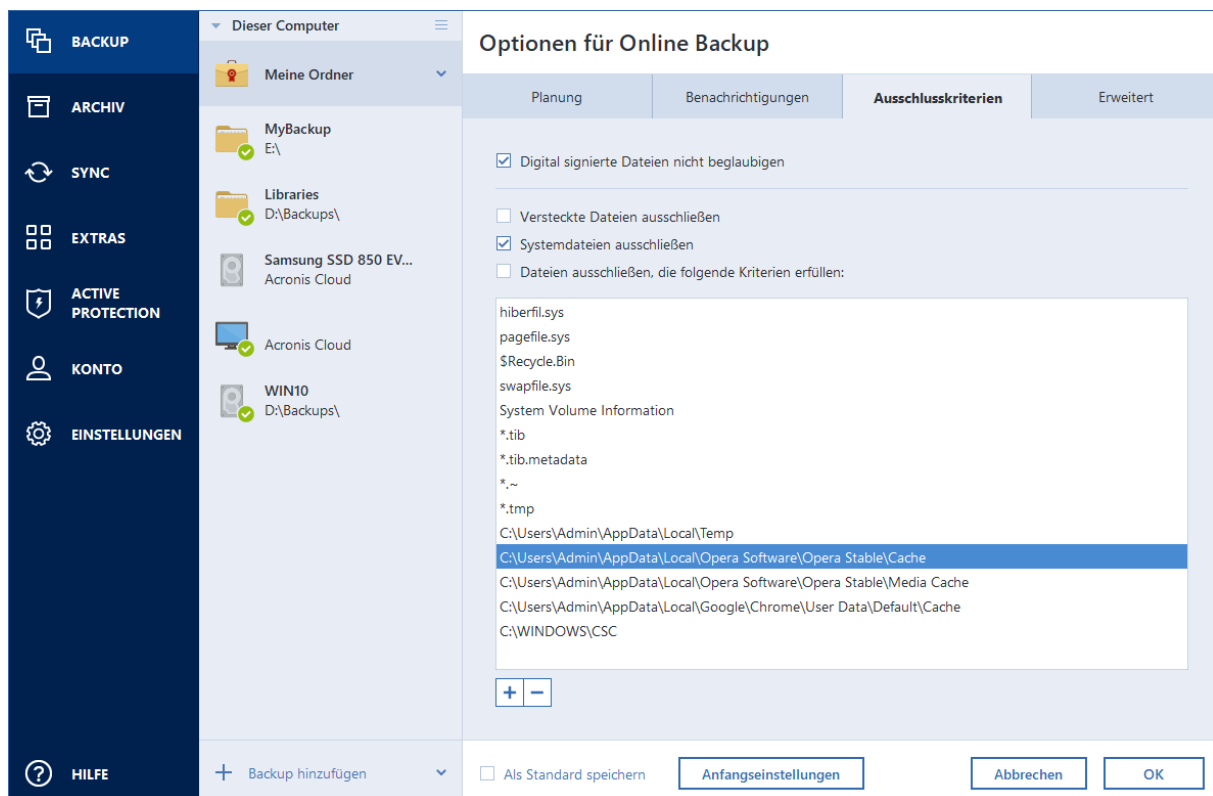 BACKUP
ARCHIV
SYNC
EXTRAS
ACTIVE
PROTECTION
KONTO
EINSTELLUNGEN
HILFE
Dieser Computer
Meine Ordner
MyBackup
E:\
Libraries
D:\Backups\
Samsung SSD 850 EV...
Acronis Cloud
Acronis Cloud
WIN10
D:\Backups\
Backup hinzufügen
Optionen für Online Backup
Planung
Benachrichtigungen
Ausschlusskriterien
Erweitert
Digital signierte Dateien nicht beglaubigen
Versteckte Dateien ausschließen
Systemdateien ausschließen
Dateien ausschließen, die folgende Kriterien erfüllen:
hiberfil.sys
pagefile.sys
$Recycle.Bin
swapfile.sys
System Volume Information
*.tib
*.tib.metadata
*.~
*.tmp
C:\Users\Admin\AppData\Local\Temp
C:\Users\Admin\AppData\Local\Opera Software\Opera Stable\Cache
C:\Users\Admin\AppData\Local\Opera Software\Opera Stable\Media Cache
C:\Users\Admin\AppData\Local\Google\Chrome\User Data\Default\Cache
C:\WINDOWS\CSC
Als Standard speichern
Anfangseinstellungen
Abbrechen
OK